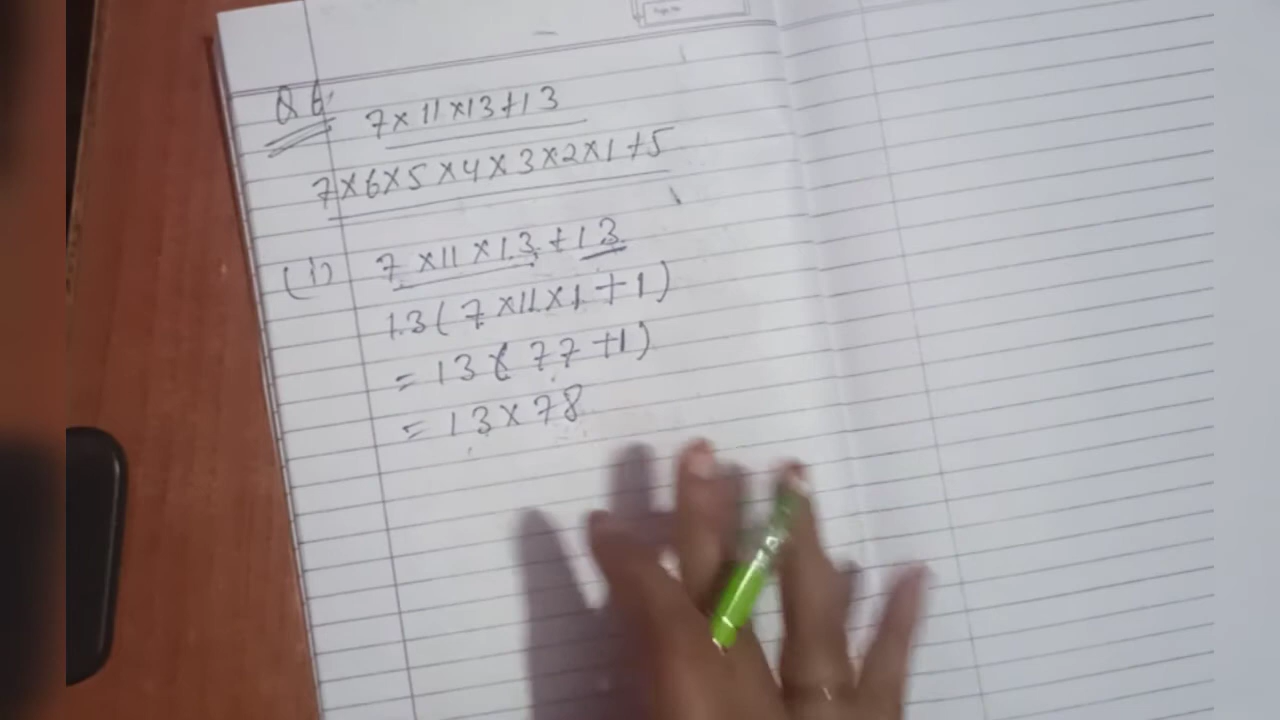 Q 6.
7 × 11 × 13 + 13
7 × 6 × 5 × 4 × 3 × 2 × 1 + 5
(i) 7 × 11 × 13 + 13
13 ( 7 × 11 × 1 + 1 )
= 13 ( 77 + 1 )
= 13 × 78